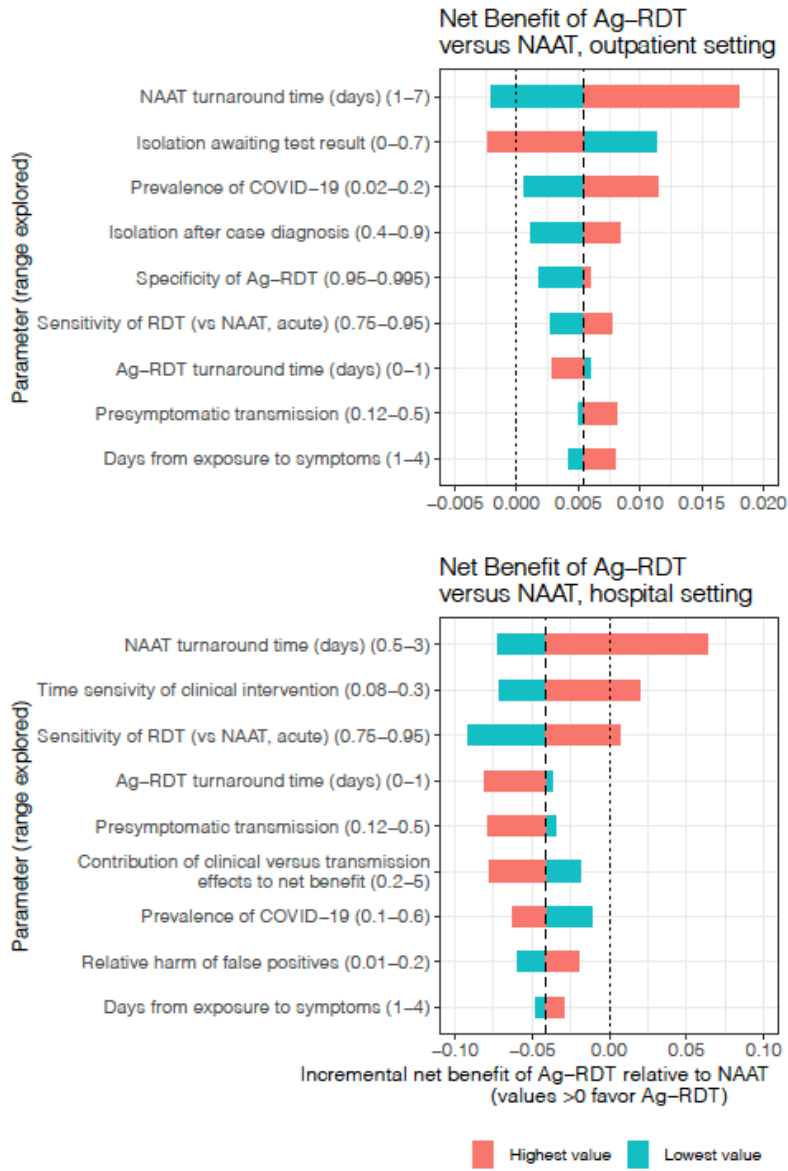 Net Benefit of Ag–RDT
versus NAAT, outpatient setting
Parameter (range explored)
NAAT turnaround time (days) (1–7)
Isolation awaiting test result (0–0.7)
Prevalence of COVID–19 (0.02–0.2)
Isolation after case diagnosis (0.4–0.9)
Specificity of Ag–RDT (0.95–0.995)
Sensitivity of RDT (vs NAAT, acute) (0.75–0.95)
Ag–RDT turnaround time (days) (0–1)
Presymptomatic transmission (0.12–0.5)
Days from exposure to symptoms (1–4)
−0.005 0.000 0.005 0.010 0.015 0.020
Net Benefit of Ag–RDT
versus NAAT, hospital setting
Parameter (range explored)
NAAT turnaround time (days) (0.5–3)
Time sensivity of clinical intervention (0.08–0.3)
Sensitivity of RDT (vs NAAT, acute) (0.75–0.95)
Ag–RDT turnaround time (days) (0–1)
Presymptomatic transmission (0.12–0.5)
Contribution of clinical versus transmission
effects to net benefit (0.2–5)
Prevalence of COVID–19 (0.1–0.6)
Relative harm of false positives (0.01–0.2)
Days from exposure to symptoms (1–4)
−0.10 −0.05 0.00 0.05 0.10
Incremental net benefit of Ag–RDT relative to NAAT
(values >0 favor Ag–RDT)
Highest value Lowest value